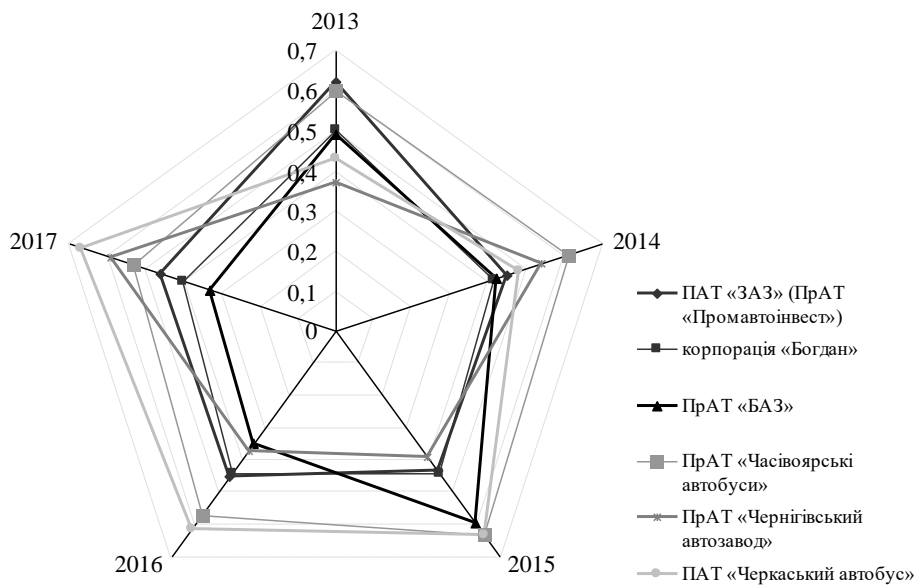 2013
0,7
0,6
0,5
0,4
0,3
0,2
0,1
0
2017
2014
2016
2015
ПАТ «ЗАЗ» (ПрАТ
«Промавтоінвест»)
корпорація «Богдан»
ПрАТ «БАЗ»
ПрАТ «Часівоярські
автобуси»
ПрАТ «Чернігівський
автозавод»
ПАТ «Черкаський автобус»